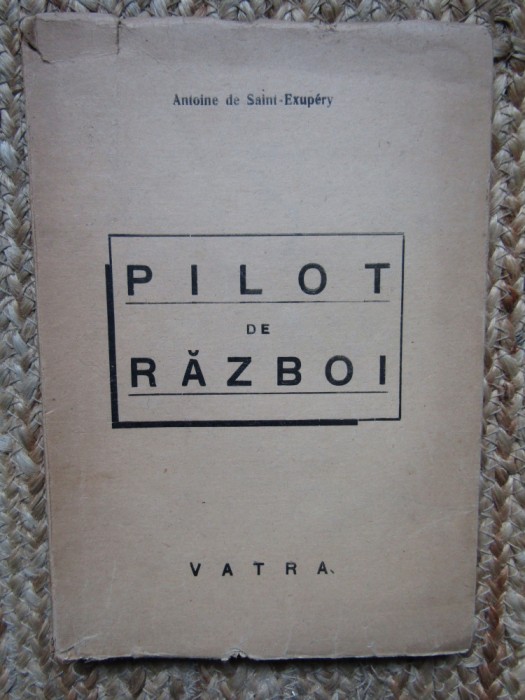 Antoine de Saint-Exupéry
PILOT
DE
RĂZBOI
VATRA